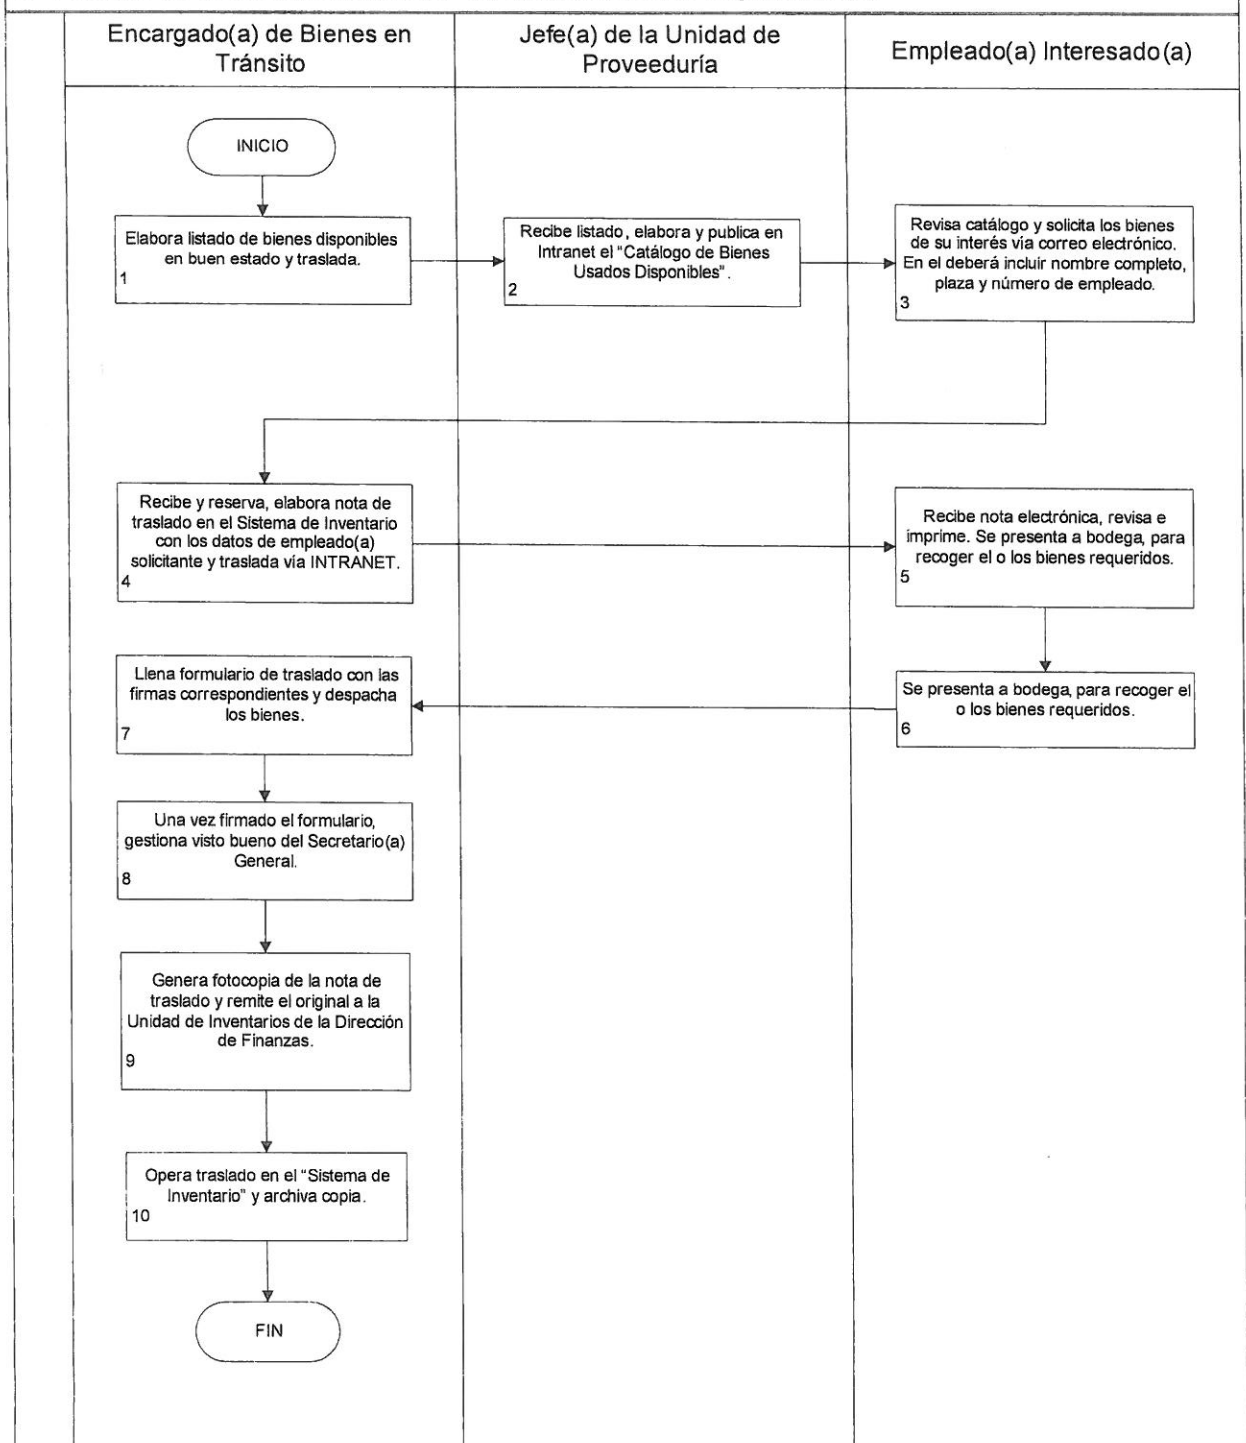 Encargado(a) de Bienes en
Tránsito
Jefe(a) de la Unidad de
Proveeduría
Empleado(a) Interesado(a)
INICIO
Elabora listado de bienes disponibles
en buen estado y traslada.
1
Recibe listado, elabora y publica en
Intranet el "Catálogo de Bienes
Usados Disponibles".
2
Revisa catálogo y solicita los bienes
de su interés vía correo electrónico.
En el deberá incluir nombre completo,
plaza y número de empleado.
3
Recibe y reserva, elabora nota de
traslado en el Sistema de Inventario
con los datos de empleado(a)
solicitante y traslada vía INTRANET.
4
Recibe nota electrónica, revisa e
imprime. Se presenta a bodega, para
recoger el o los bienes requeridos.
5
Se presenta a bodega, para recoger el
o los bienes requeridos.
6
Llena formulario de traslado con las
firmas correspondientes y despacha
los bienes.
7
Una vez firmado el formulario,
gestiona visto bueno del Secretario(a)
General.
8
Genera fotocopia de la nota de
traslado y remite el original a la
Unidad de Inventarios de la Dirección
de Finanzas.
9
Opera traslado en el "Sistema de
Inventario" y archiva copia.
10
FIN